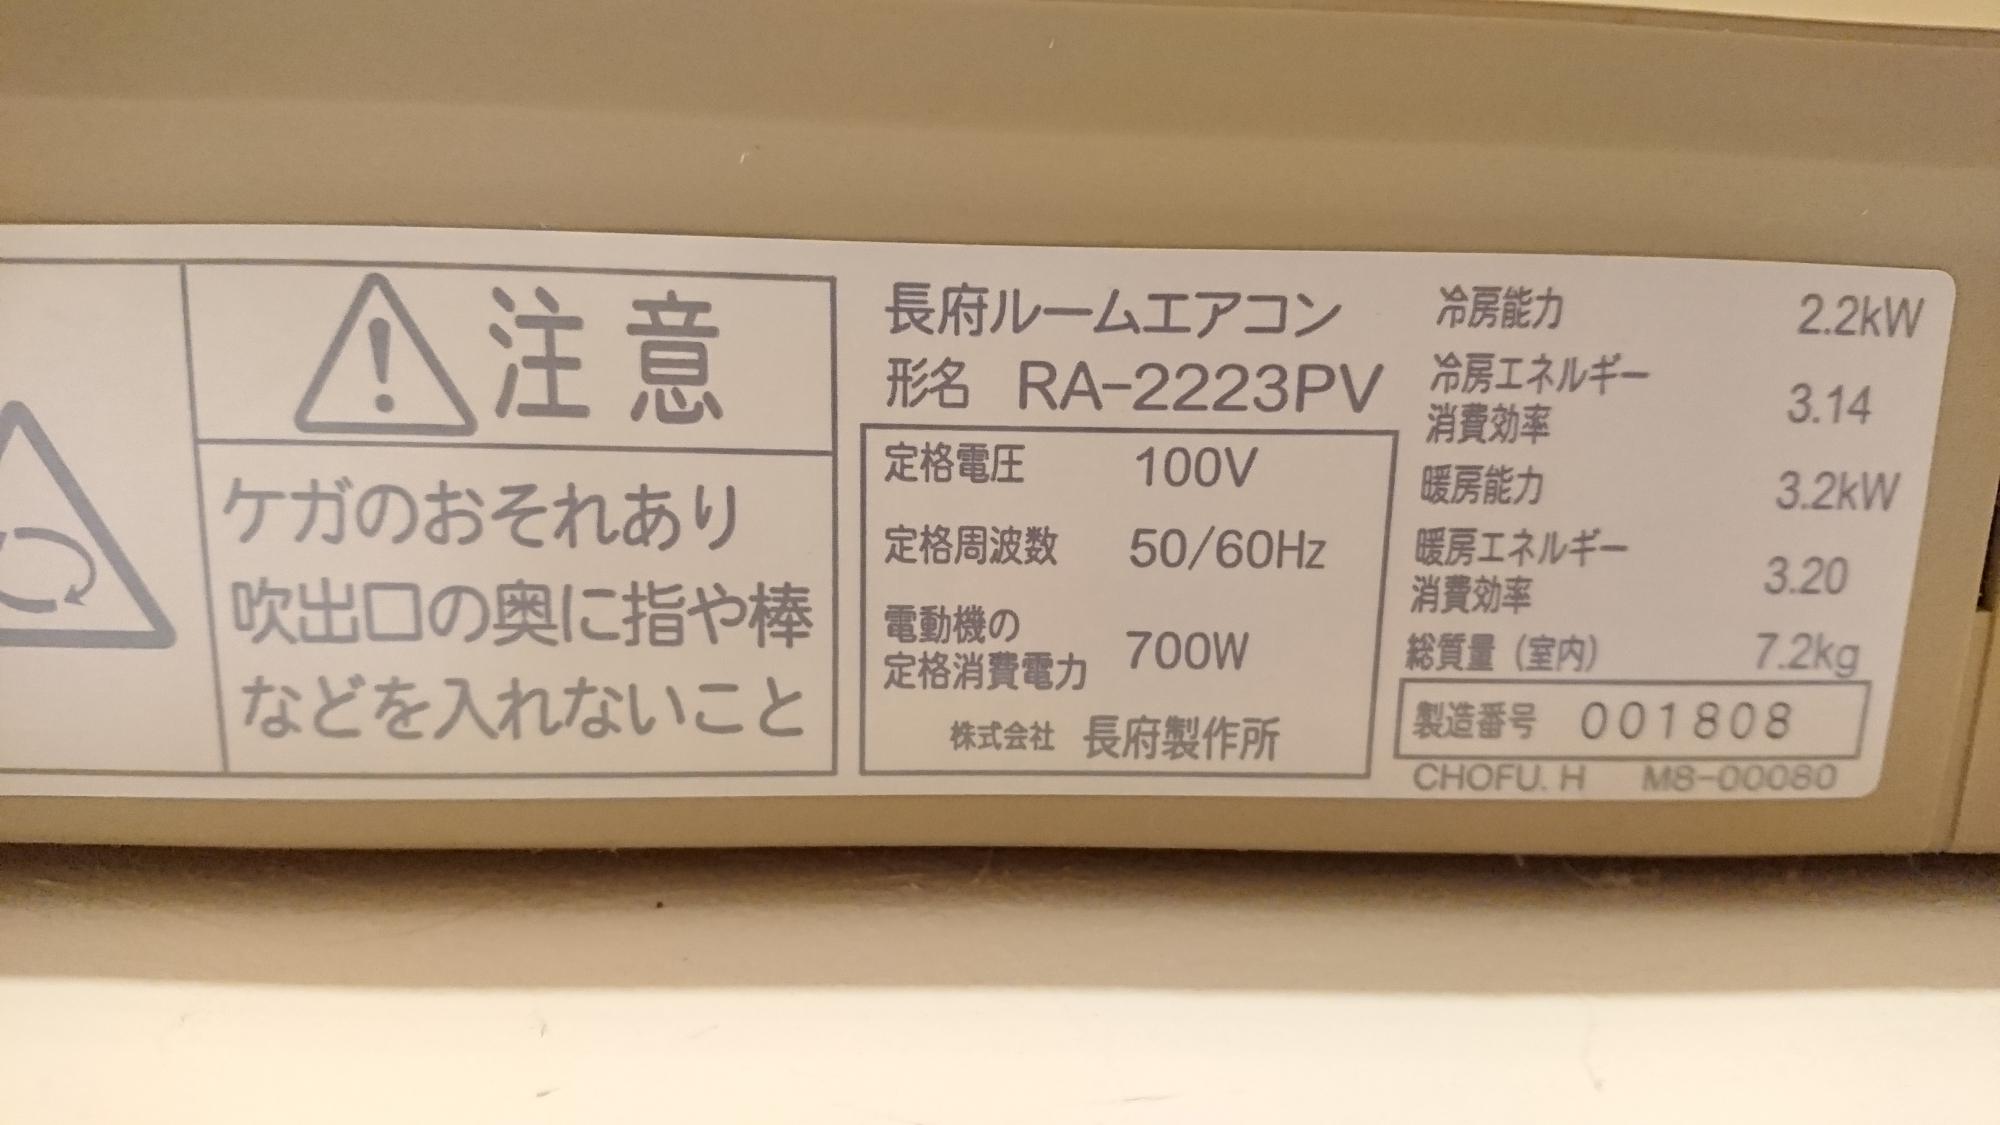 注意
ケガのおそれあり
吹出口の奥に指や棒
などを入れないこと
長府ルームエアコン
形名 RA-2223PV
定格電圧 100V
定格周波数 50/60Hz
電動機の
定格消費電力 700W
株式会社 長府製作所
冷房能力 2.2kW
冷房エネルギー
消費効率 3.14
暖房能力 3.2kW
暖房エネルギー
消費効率 3.20
総質量(室内) 7.2kg
製造番号 001808
CHOFU.H M8-00080